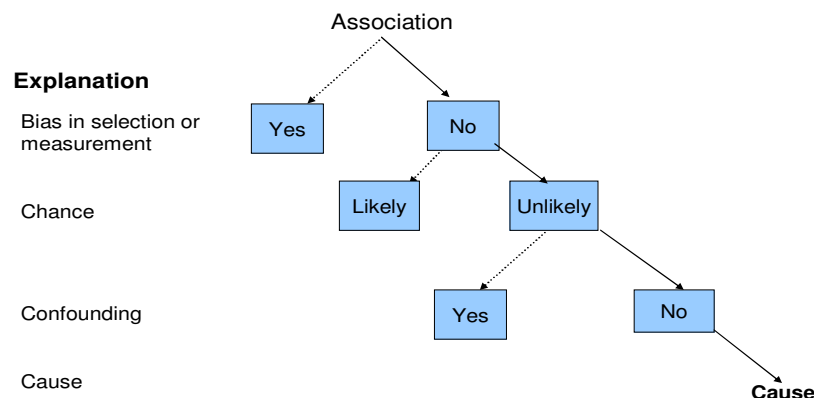 Association
Explanation
Bias in selection or
measurement
Yes
No
Chance
Likely
Unlikely
Confounding
Yes
No
Cause
Cause